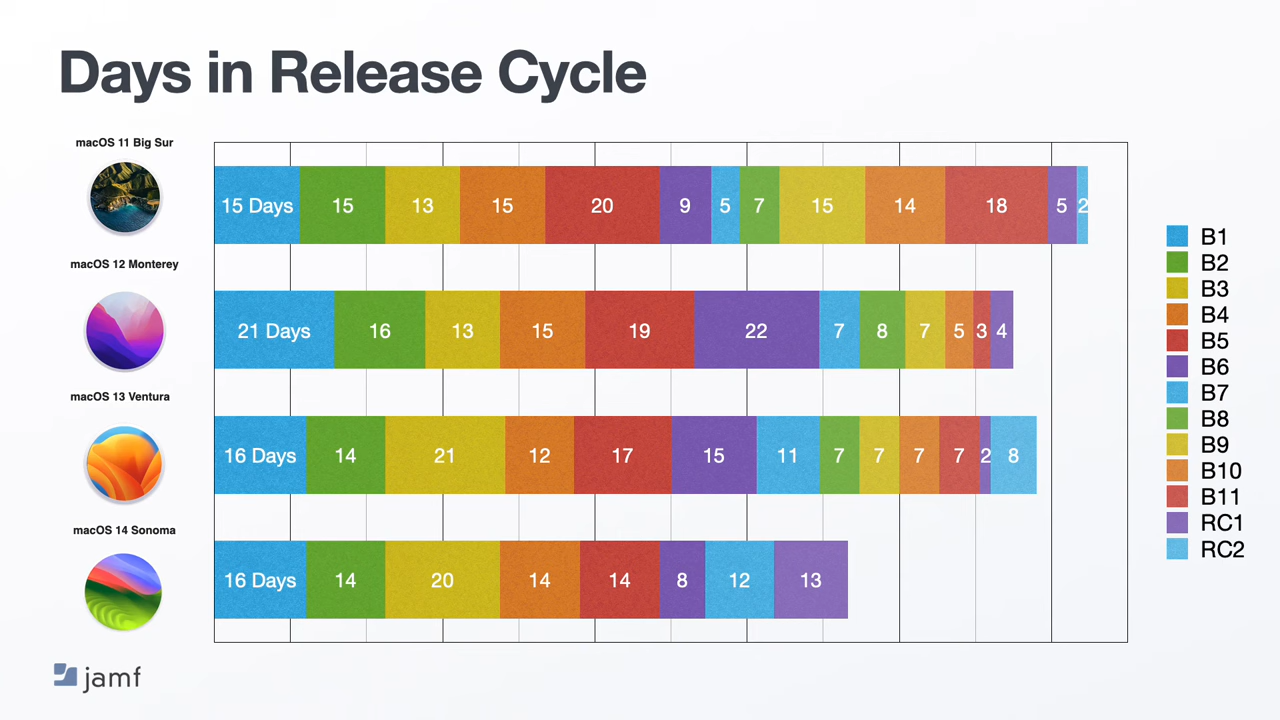 Days in Release Cycle
macOS 11 Big Sur
15 Days 15 13 15 20 9 5 7 15 14 18 5 2
macOS 12 Monterey
21 Days 16 13 15 19 22 7 8 7 5 3 4
macOS 13 Ventura
16 Days 14 21 12 17 15 11 7 7 7 7 2 8
macOS 14 Sonoma
16 Days 14 20 14 14 8 12 13
B1
B2
B3
B4
B5
B6
B7
B8
B9
B10
B11
RC1
RC2
jamf